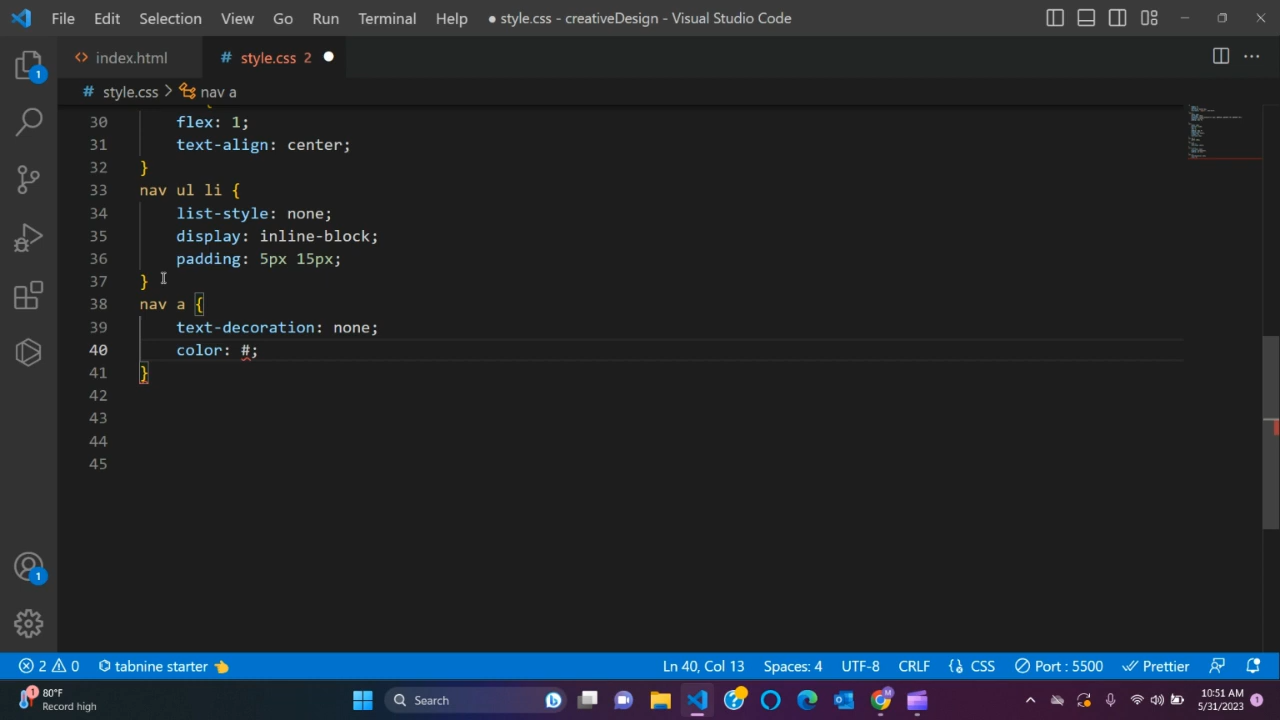 File Edit Selection View Go Run Terminal Help ● style.css - creativeDesign - Visual Studio Code
<> index.html # style.css 2
# style.css > nav a
1
30 flex: 1;
31 text-align: center;
32 }
33 nav ul li {
34 list-style: none;
35 display: inline-block;
36 padding: 5px 15px;
37 }
38 nav a {
39 text-decoration: none;
40 color: #;
41 }
42
43
44
45
1
2 0 tabnine starter Ln 40, Col 13 Spaces: 4 UTF-8 CRLF CSS Port : 5500 Prettier
1 80°F
Record high
Search
10:51 AM
5/31/2023
1